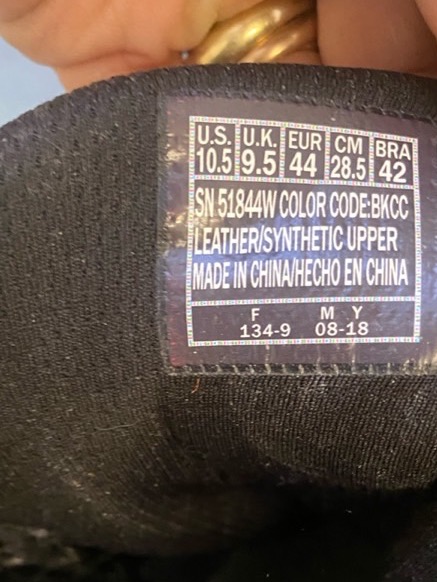 U.S. U.K. EUR CM BRA
10.5 9.5 44 28.5 42
SN 51844W COLOR CODE:BKCC
LEATHER/SYNTHETIC UPPER
MADE IN CHINA/HECHO EN CHINA
F M Y
134-9 08-18